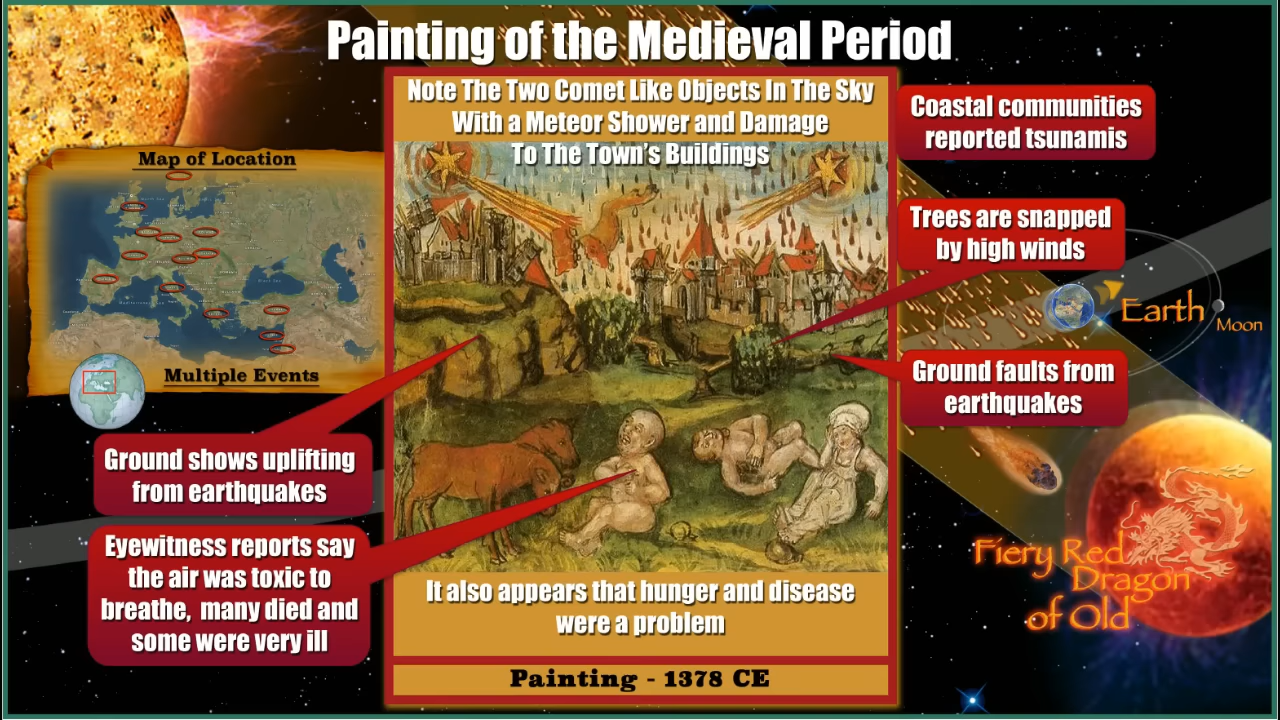 Painting of the Medieval Period
Note The Two Comet Like Objects In The Sky
With a Meteor Shower and Damage
To The Town's Buildings
Map of Location
Multiple Events
Ground shows uplifting
from earthquakes
Eyewitness reports say
the air was toxic to
breathe, many died and
some were very ill
It also appears that hunger and disease
were a problem
Painting - 1378 CE
Coastal communities
reported tsunamis
Trees are snapped
by high winds
Earth
Moon
Ground faults from
earthquakes
Fiery Red
Dragon
of Old